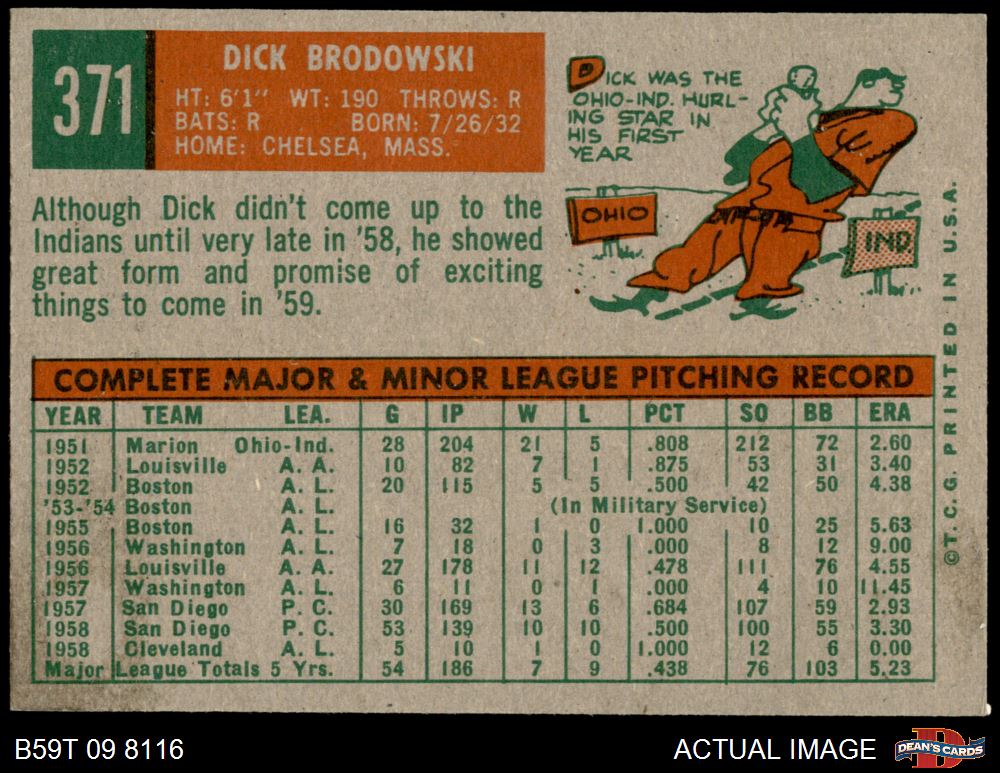 371
DICK BRODOWSKI
HT: 6'1" WT: 190 THROWS: R
BATS: R BORN: 7/26/32
HOME: CHELSEA, MASS.
Although Dick didn't come up to the
Indians until very late in '58, he showed
great form and promise of exciting
things to come in '59.
DICK WAS THE
OHIO-IND. HURL-
ING STAR IN
HIS FIRST
YEAR
OHIO
IND
COMPLETE MAJOR & MINOR LEAGUE PITCHING RECORD
YEAR TEAM LEA. G IP W L PCT SO BB ERA
1951 Marion Ohio-Ind. 28 204 21 5 .808 212 72 2.60
1952 Louisville A. A. 10 82 7 1 .875 53 31 3.40
1952 Boston A. L. 20 115 5 5 .500 42 50 4.38
'53-'54 Boston A. L. (In Military Service)
1955 Boston A. L. 16 32 1 0 1.000 10 25 5.63
1956 Washington A. L. 7 18 0 3 .000 8 12 9.00
1956 Louisville A. A. 27 178 11 12 .478 111 76 4.55
1957 Washington A. L. 6 11 0 1 .000 4 10 11.45
1957 San Diego P. C. 30 169 13 6 .684 107 59 2.93
1958 San Diego P. C. 53 139 10 10 .500 100 55 3.30
1958 Cleveland A. L. 5 10 1 0 1.000 12 6 0.00
Major League Totals 5 Yrs. 54 186 7 9 .438 76 103 5.23
©T.C.G. PRINTED IN U.S.A.
B59T 09 8116
ACTUAL IMAGE
D
DEAN'S CARDS